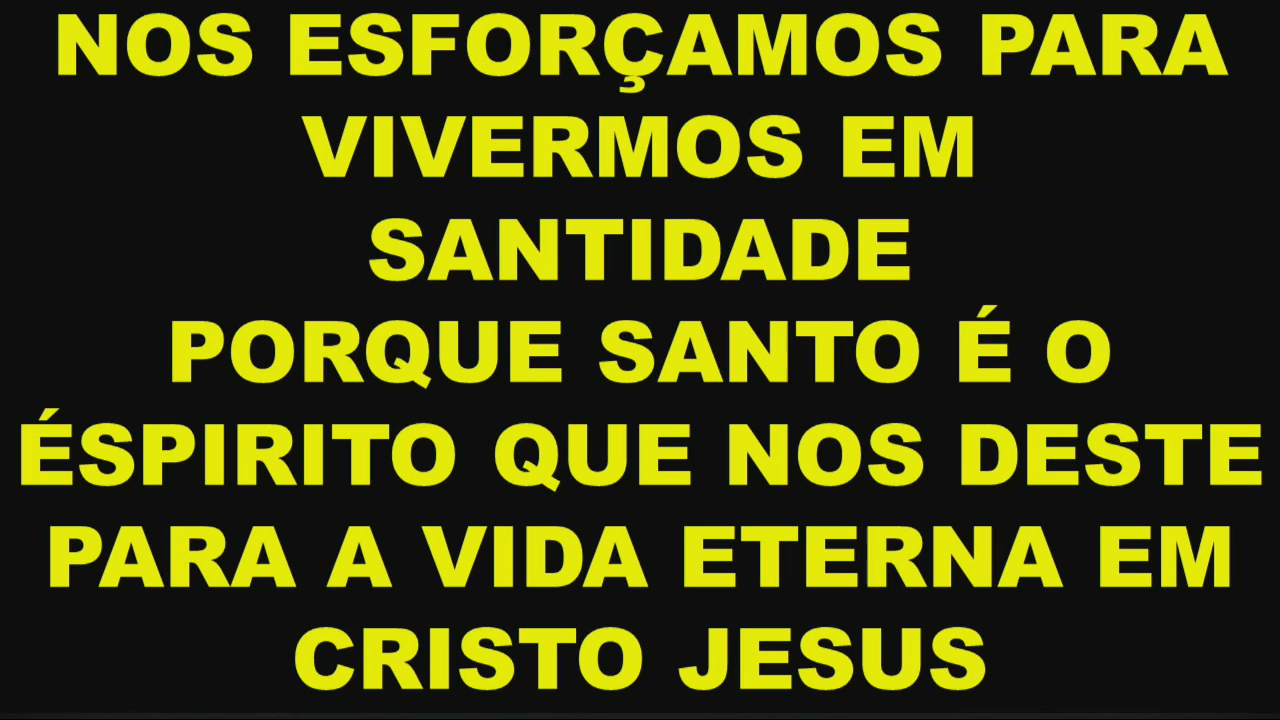 NOS ESFORÇAMOS PARA
VIVERMOS EM
SANTIDADE
PORQUE SANTO É O
ÉSPIRITO QUE NOS DESTE
PARA A VIDA ETERNA EM
CRISTO JESUS